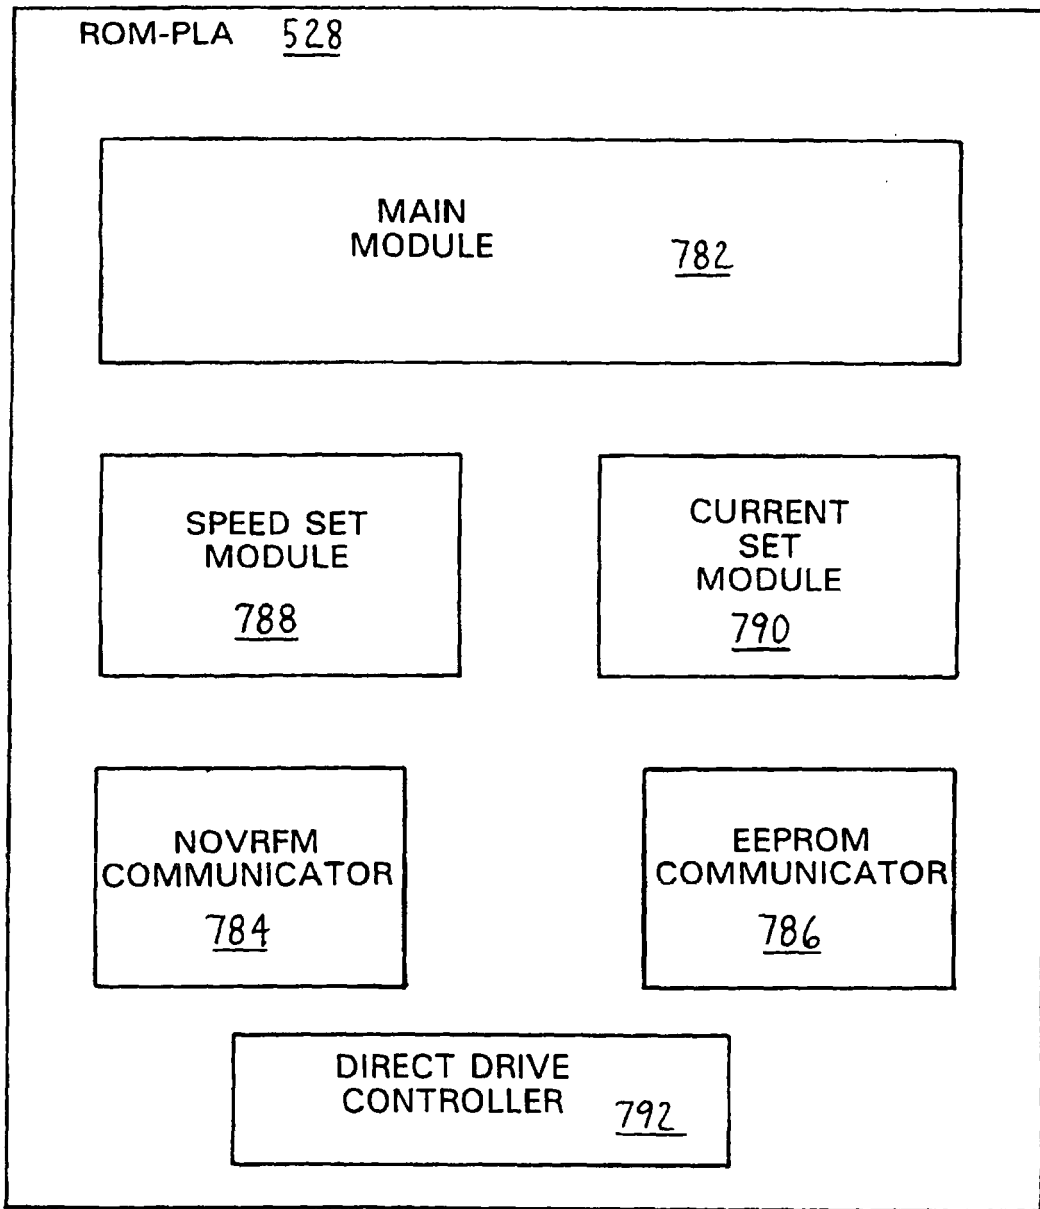 ROM-PLA 528
MAIN
MODULE 782
SPEED SET
MODULE
788
CURRENT
SET
MODULE
790
NOVRFM
COMMUNICATOR
784
EEPROM
COMMUNICATOR
786
DIRECT DRIVE
CONTROLLER 792